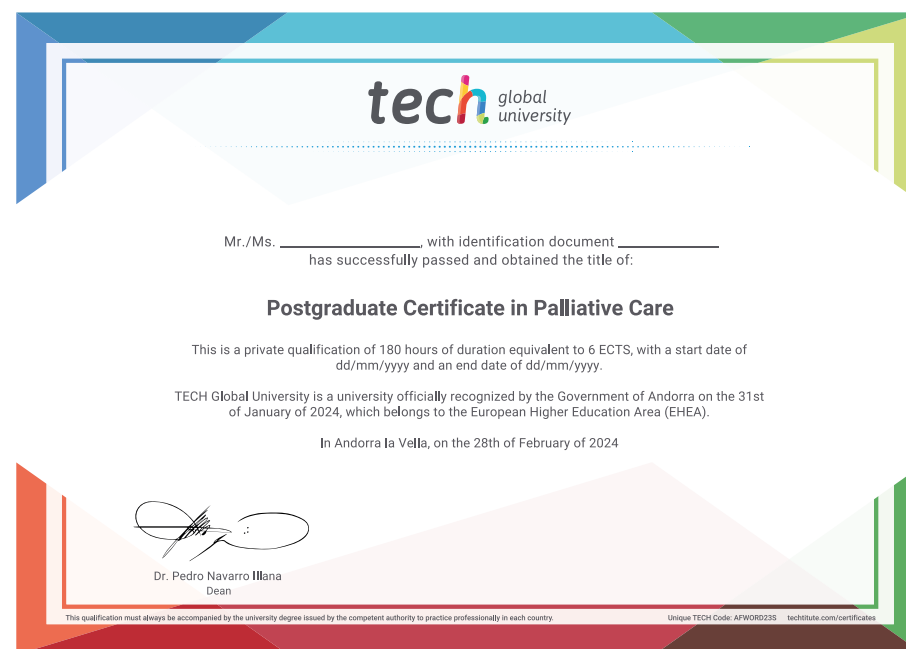 tech global university
Mr./Ms. ____________________, with identification document ______________
has successfully passed and obtained the title of:
Postgraduate Certificate in Palliative Care
This is a private qualification of 180 hours of duration equivalent to 6 ECTS, with a start date of
dd/mm/yyyy and an end date of dd/mm/yyyy.
TECH Global University is a university officially recognized by the Government of Andorra on the 31st
of January of 2024, which belongs to the European Higher Education Area (EHEA).
In Andorra la Vella, on the 28th of February of 2024
Dr. Pedro Navarro Illana
Dean
This qualification must always be accompanied by the university degree issued by the competent authority to practice professionally in each country.
Unique TECH Code: AFWORD23S techtitute.com/certificates